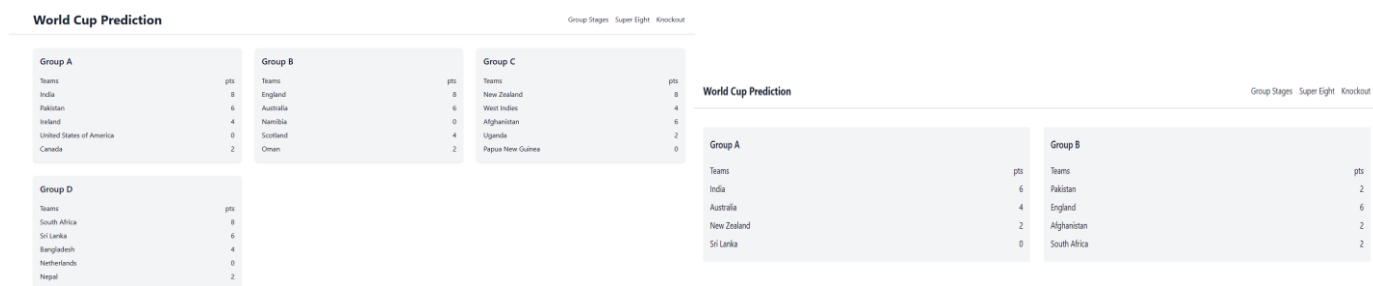 World Cup Prediction
Group Stages Super Eight Knockout
Group A
Teams pts
India 8
Pakistan 6
Ireland 4
United States of America 0
Canada 2
Group B
Teams pts
England 8
Australia 6
Namibia 0
Scotland 4
Oman 2
Group C
Teams pts
New Zealand 8
West Indies 4
Afghanistan 6
Uganda 2
Papua New Guinea 0
Group D
Teams pts
South Africa 8
Sri Lanka 6
Bangladesh 4
Netherlands 0
Nepal 2
World Cup Prediction
Group Stages Super Eight Knockout
Group A
Teams pts
India 6
Australia 4
New Zealand 2
Sri Lanka 0
Group B
Teams pts
Pakistan 2
England 6
Afghanistan 2
South Africa 2